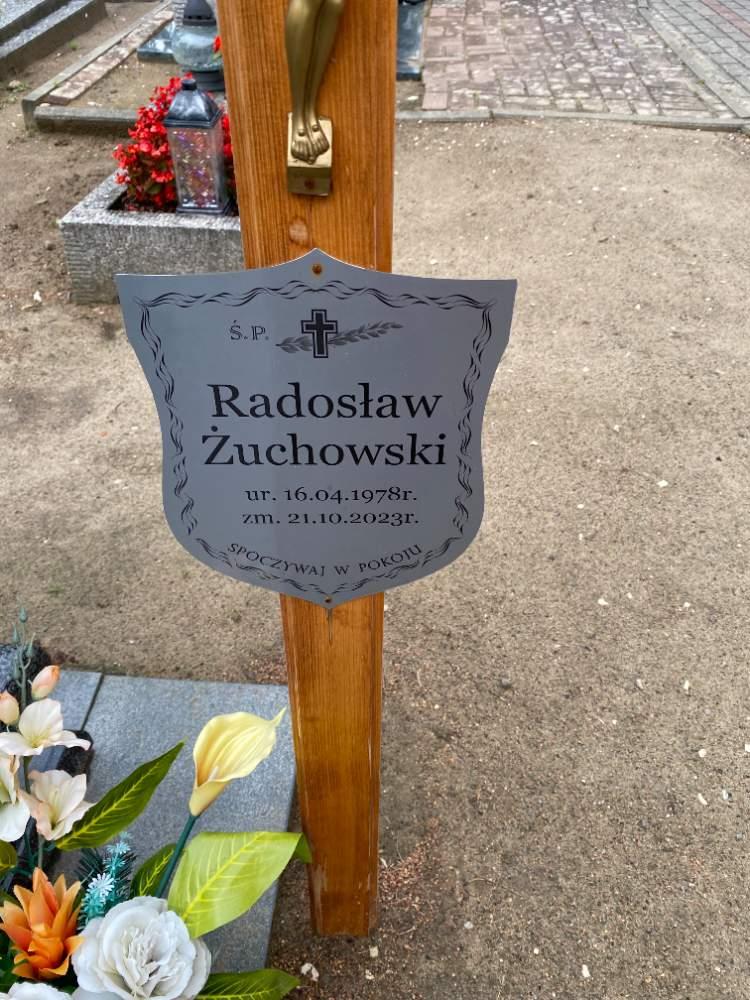 Ś.P.
Radosław
Żuchowski
ur. 16.04.1978r.
zm. 21.10.2023r.
SPOCZYWAJ W POKOJU